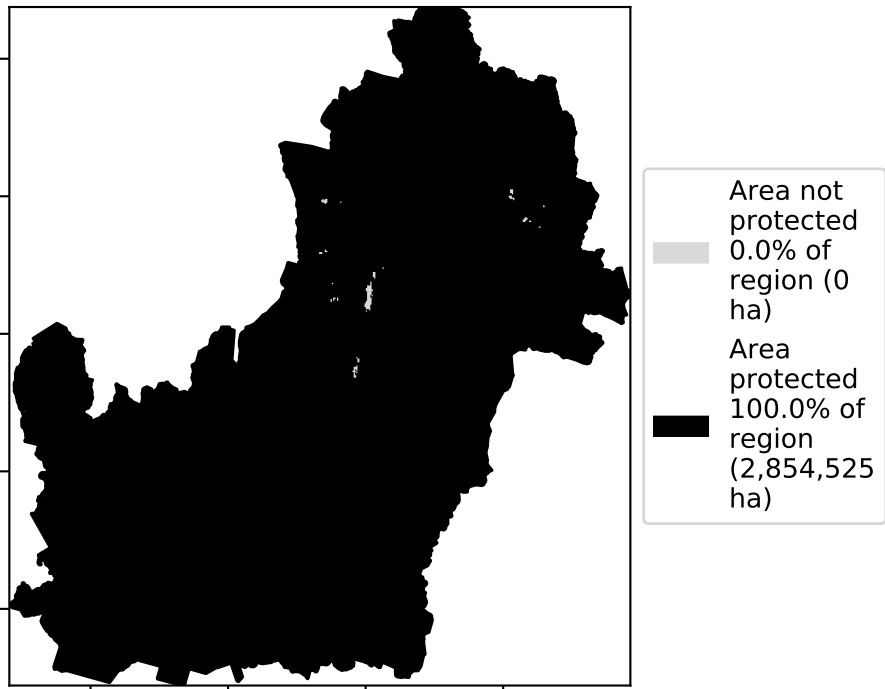 Area not
protected
0.0% of
region (0
ha)
Area
protected
100.0% of
region
(2,854,525
ha)